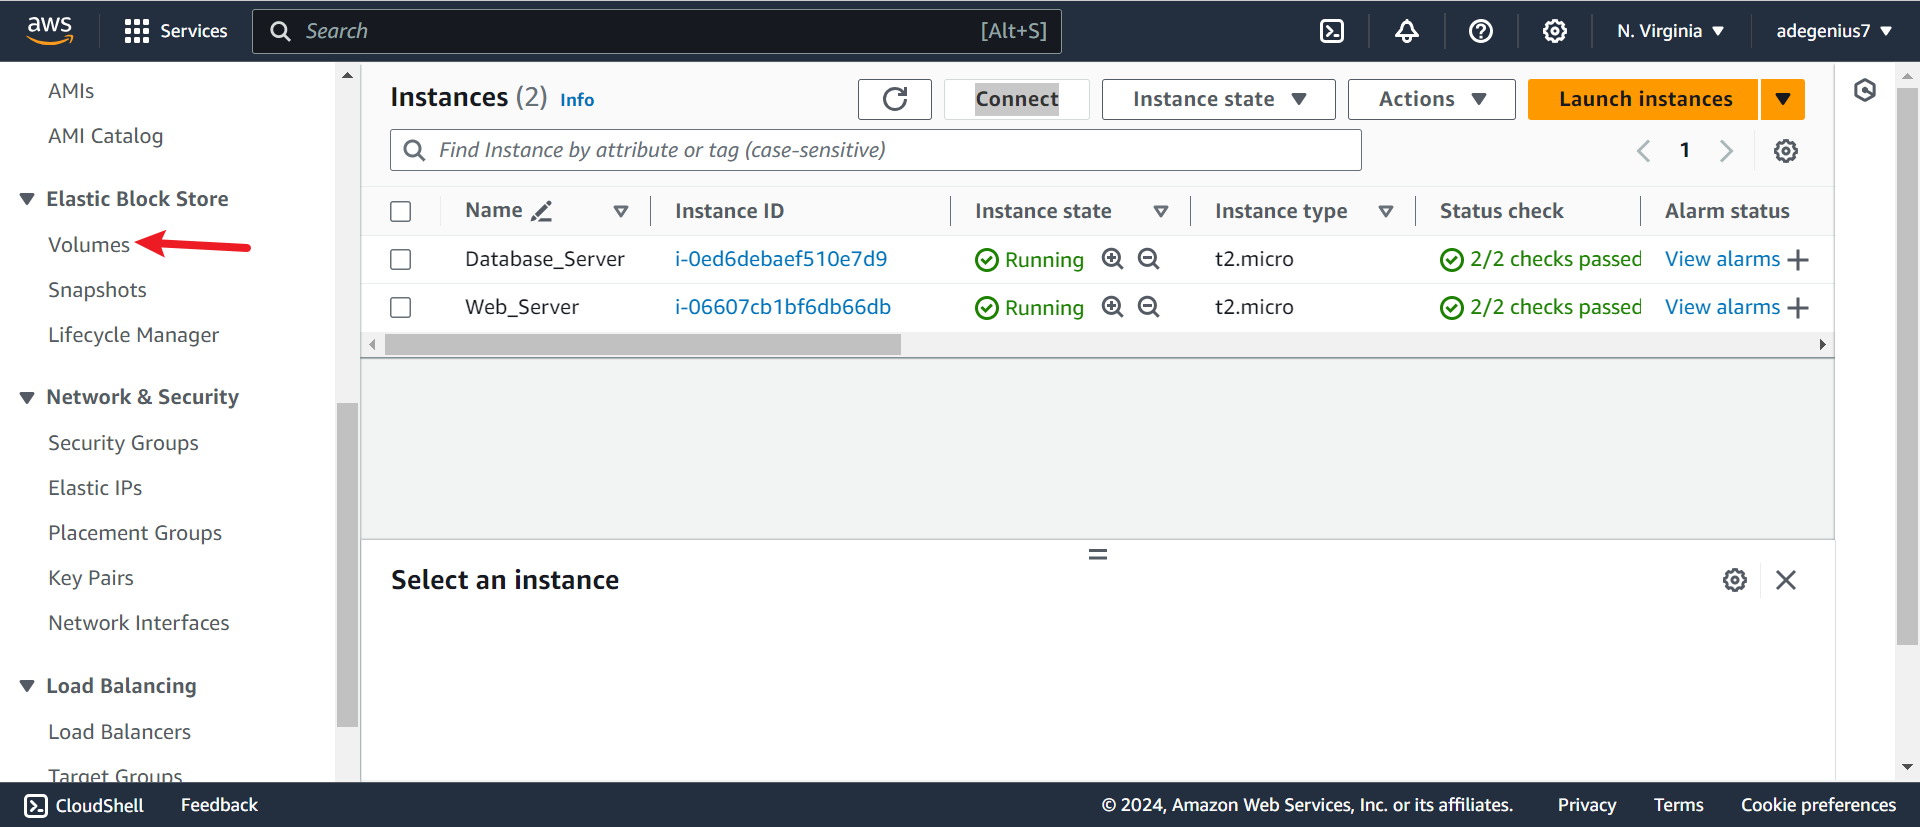 aws
Services
Search
[Alt+S]
N. Virginia
adegenius7
AMIs
AMI Catalog
Elastic Block Store
Volumes
Snapshots
Lifecycle Manager
Network & Security
Security Groups
Elastic IPs
Placement Groups
Key Pairs
Network Interfaces
Load Balancing
Load Balancers
Target Groups
Instances (2) Info
Connect
Instance state
Actions
Launch instances
Find Instance by attribute or tag (case-sensitive)
1
Name Instance ID Instance state Instance type Status check Alarm status
Database_Server i-0ed6debaef510e7d9 Running t2.micro 2/2 checks passed View alarms
Web_Server i-06607cb1bf6db66db Running t2.micro 2/2 checks passed View alarms
Select an instance
CloudShell Feedback © 2024, Amazon Web Services, Inc. or its affiliates. Privacy Terms Cookie preferences